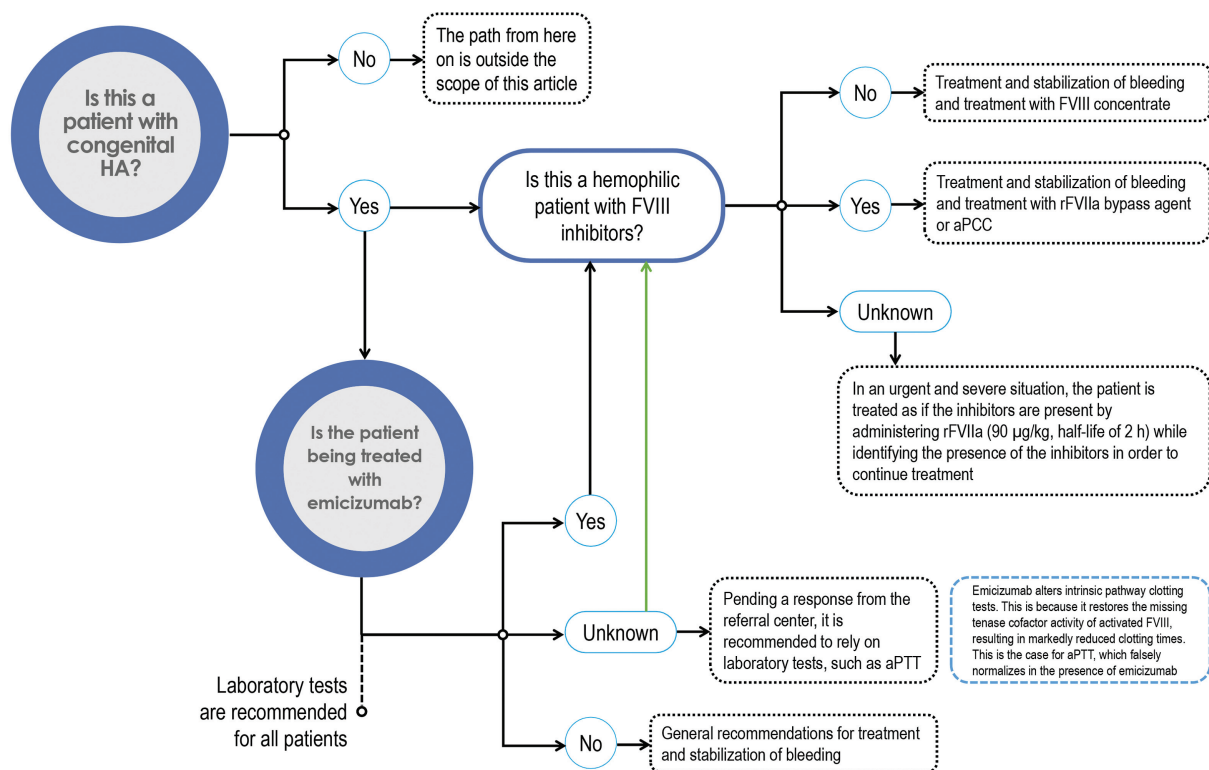 Is this a
patient with
congenital
HA?
No
The path from here
on is outside the
scope of this article
Yes
Is this a hemophilic
patient with FVIII
inhibitors?
No
Treatment and stabilization of bleeding
and treatment with FVIII concentrate
Yes
Treatment and stabilization of bleeding
and treatment with rFVIIa bypass agent
or aPCC
Unknown
In an urgent and severe situation, the patient is
treated as if the inhibitors are present by
administering rFVIIa (90 µg/kg, half-life of 2 h) while
identifying the presence of the inhibitors in order to
continue treatment
Is the patient
being treated
with
emicizumab?
Yes
Unknown
Pending a response from the
referral center, it is
recommended to rely on
laboratory tests, such as aPTT
Emicizumab alters intrinsic pathway clotting
tests. This is because it restores the missing
tenase cofactor activity of activated FVIII,
resulting in markedly reduced clotting times.
This is the case for aPTT, which falsely
normalizes in the presence of emicizumab
No
General recommendations for treatment
and stabilization of bleeding
Laboratory tests
are recommended
for all patients